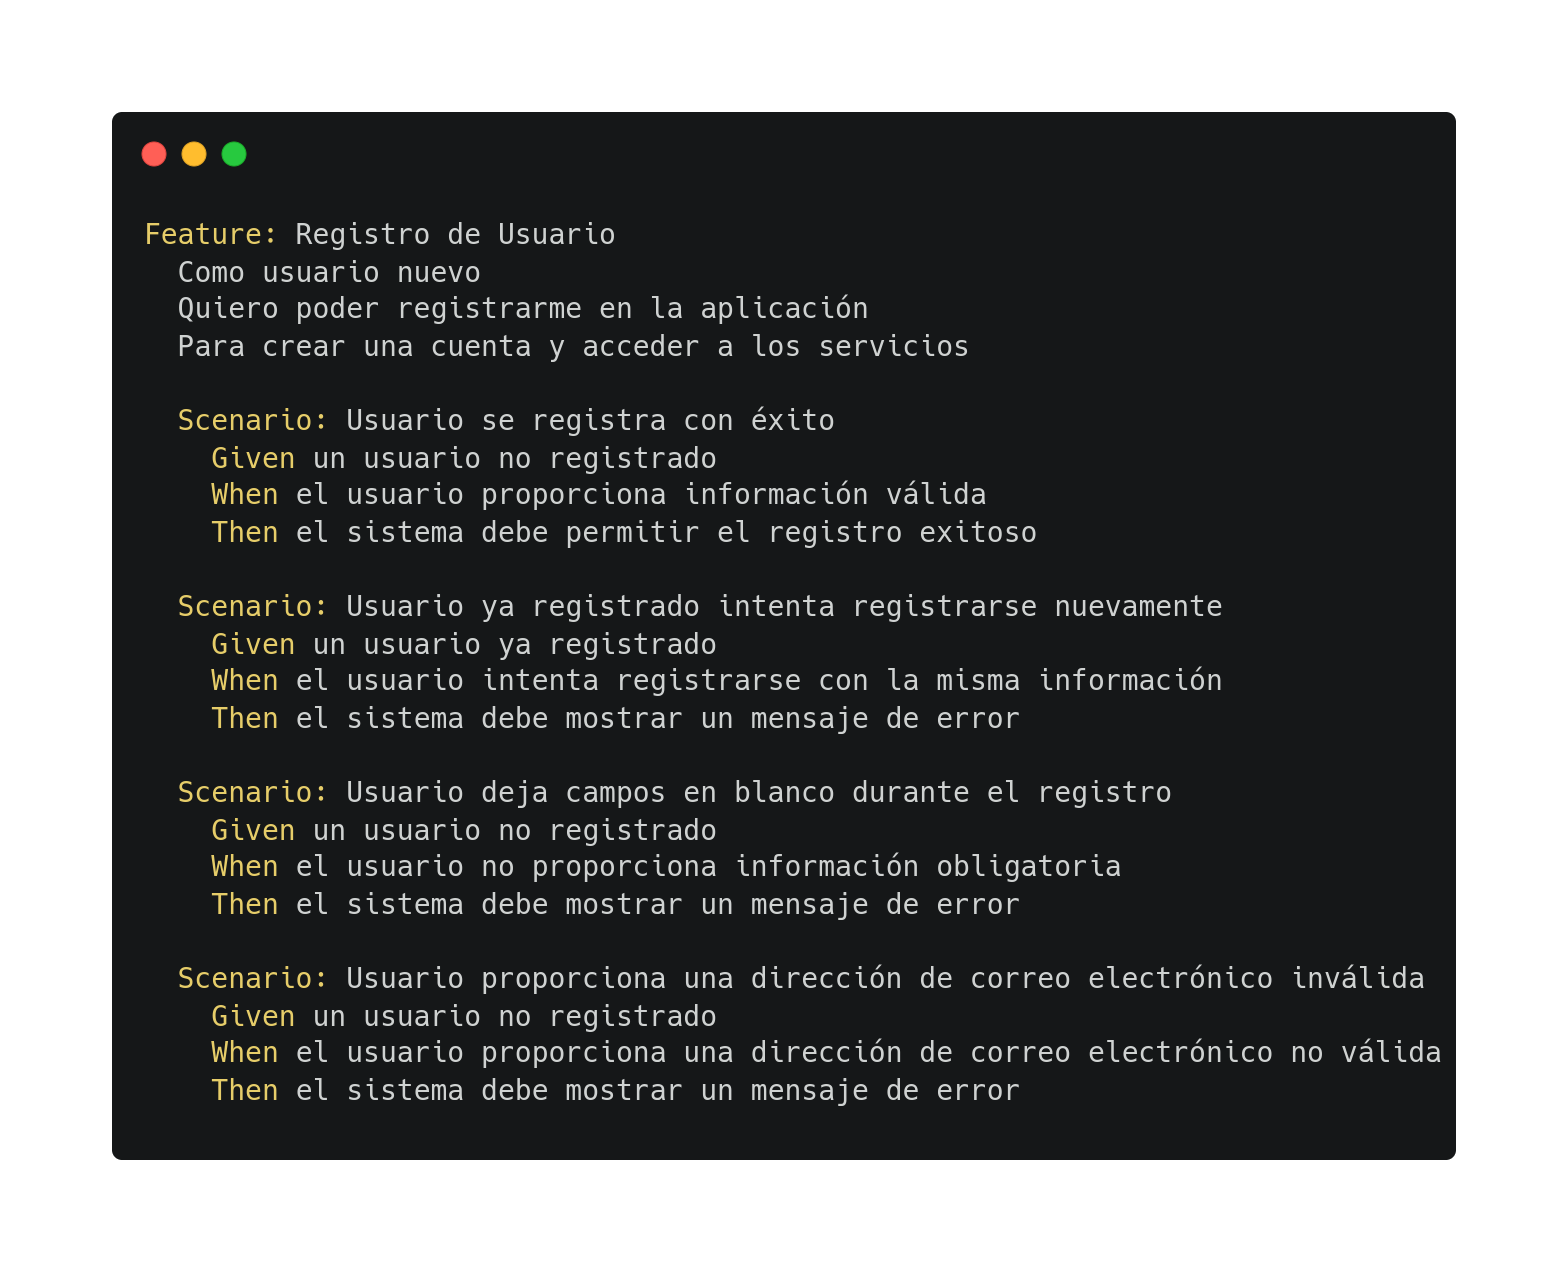 Feature: Registro de Usuario
Como usuario nuevo
Quiero poder registrarme en la aplicación
Para crear una cuenta y acceder a los servicios
Scenario: Usuario se registra con éxito
Given un usuario no registrado
When el usuario proporciona información válida
Then el sistema debe permitir el registro exitoso
Scenario: Usuario ya registrado intenta registrarse nuevamente
Given un usuario ya registrado
When el usuario intenta registrarse con la misma información
Then el sistema debe mostrar un mensaje de error
Scenario: Usuario deja campos en blanco durante el registro
Given un usuario no registrado
When el usuario no proporciona información obligatoria
Then el sistema debe mostrar un mensaje de error
Scenario: Usuario proporciona una dirección de correo electrónico inválida
Given un usuario no registrado
When el usuario proporciona una dirección de correo electrónico no válida
Then el sistema debe mostrar un mensaje de error